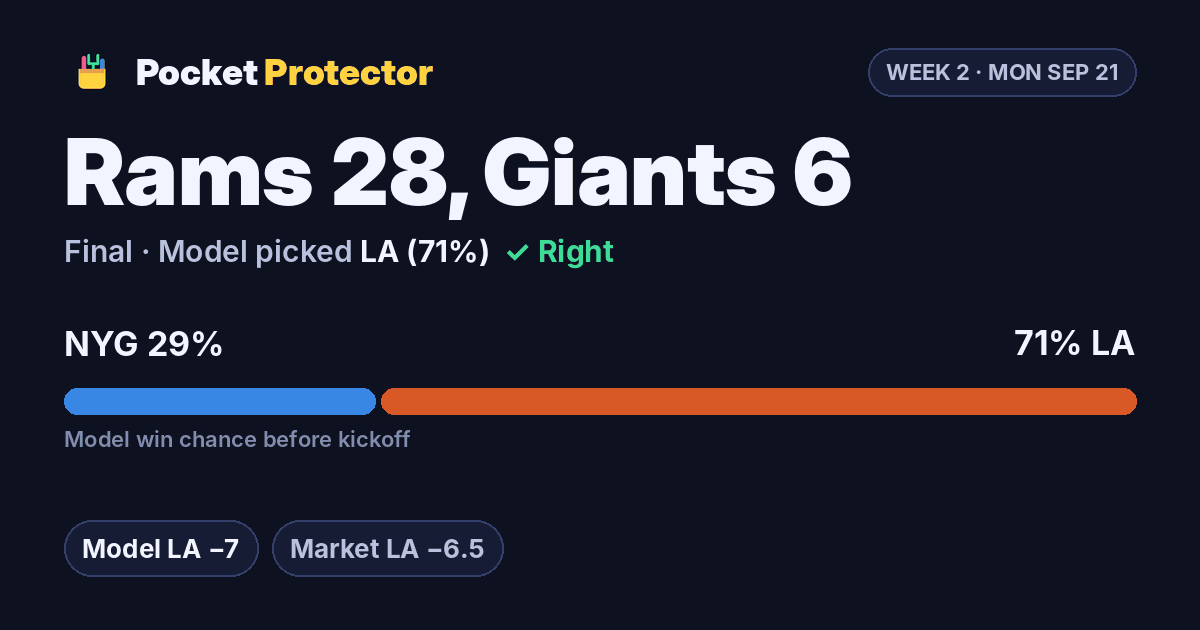 Pocket Protector
WEEK 2 · MON SEP 21
Rams 28, Giants 6
Final · Model picked LA (71%) ✓ Right
NYG 29%
71% LA
Model win chance before kickoff
Model LA −7
Market LA −6.5